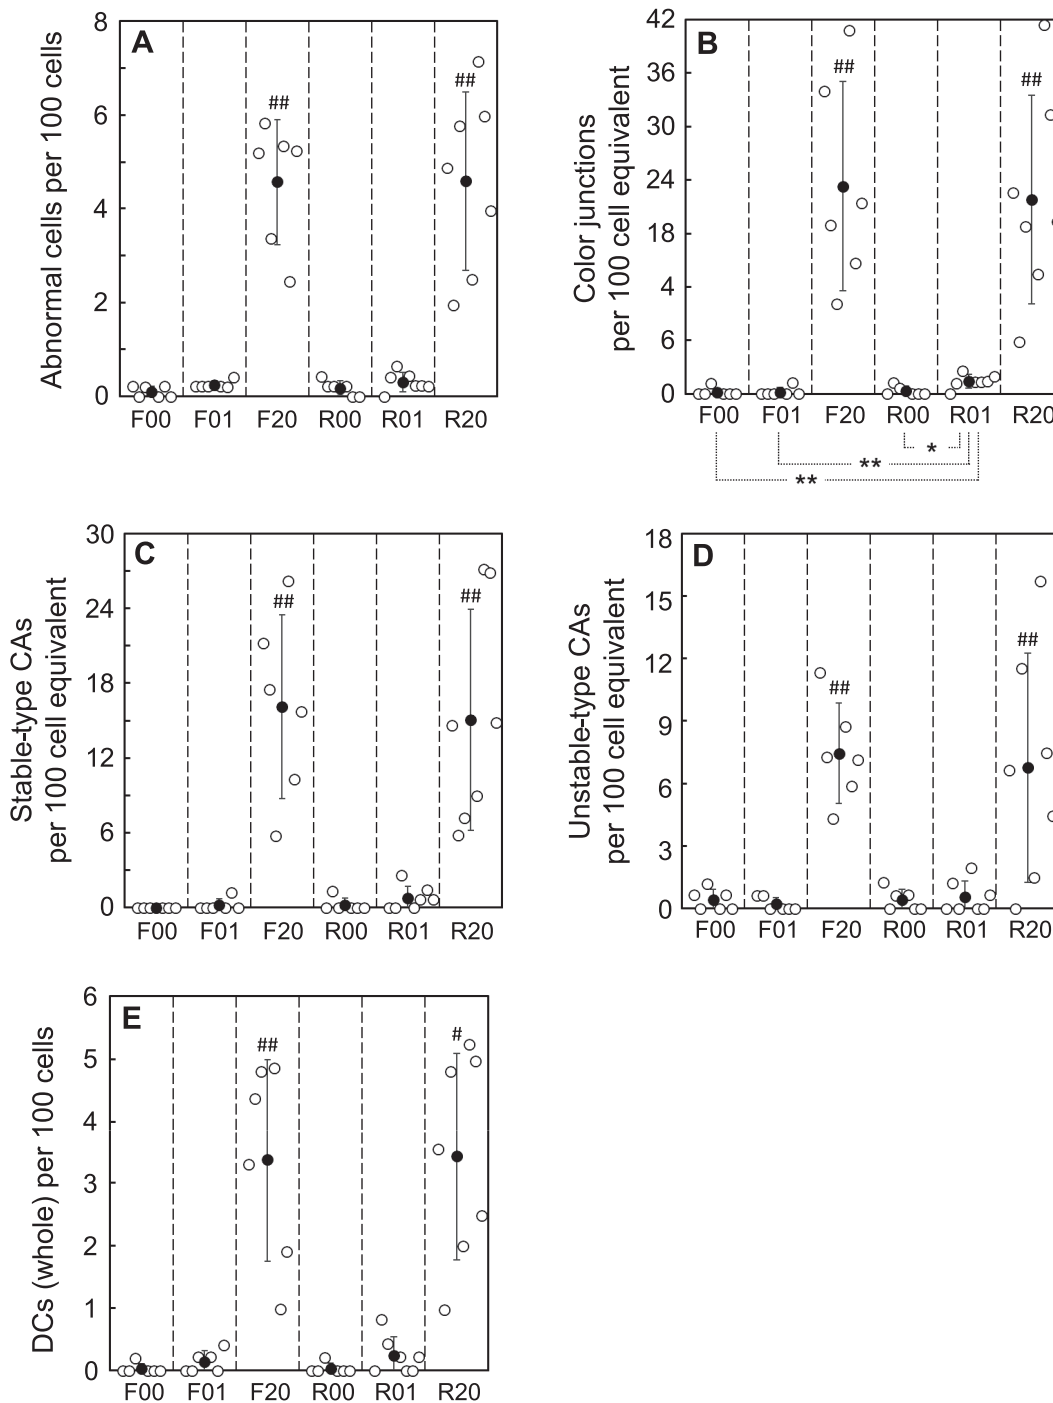 A
Abnormal cells per 100 cells
8
6
4
2
0
##
##
F00 F01 F20 R00 R01 R20
B
Color junctions
per 100 cell equivalent
42
36
30
24
18
4
6
0
##
##
F00 F01 F20 R00 R01 R20
*
**
**
C
Stable-type CAs
per 100 cell equivalent
30
24
18
12
6
0
##
##
F00 F01 F20 R00 R01 R20
D
Unstable-type CAs
per 100 cell equivalent
18
15
12
9
6
3
0
##
##
F00 F01 F20 R00 R01 R20
E
DCs (whole) per 100 cells
6
5
4
3
2
1
0
##
#
F00 F01 F20 R00 R01 R20